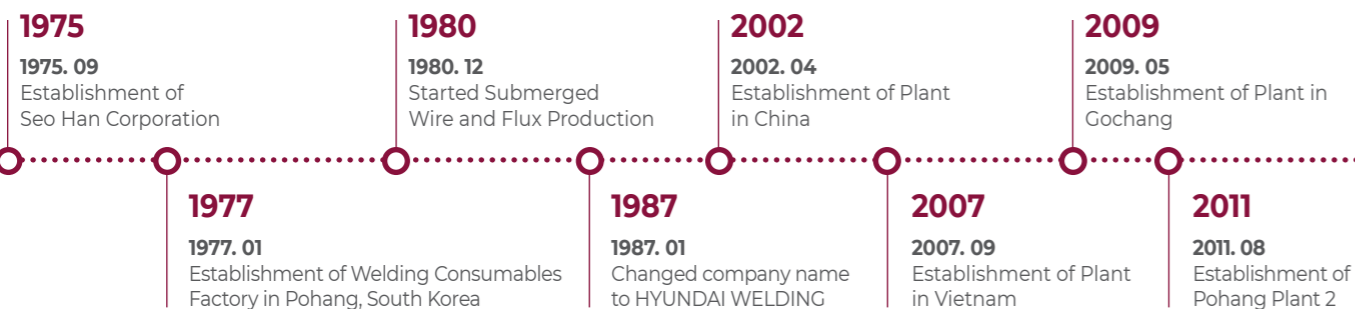 1975
1975. 09
Establishment of
Seo Han Corporation
1977
1977. 01
Establishment of Welding Consumables
Factory in Pohang, South Korea
1980
1980. 12
Started Submerged
Wire and Flux Production
1987
1987. 01
Changed company name
to HYUNDAI WELDING
2002
2002. 04
Establishment of Plant
in China
2007
2007. 09
Establishment of Plant
in Vietnam
2009
2009. 05
Establishment of Plant in
Gochang
2011
2011. 08
Establishment of
Pohang Plant 2